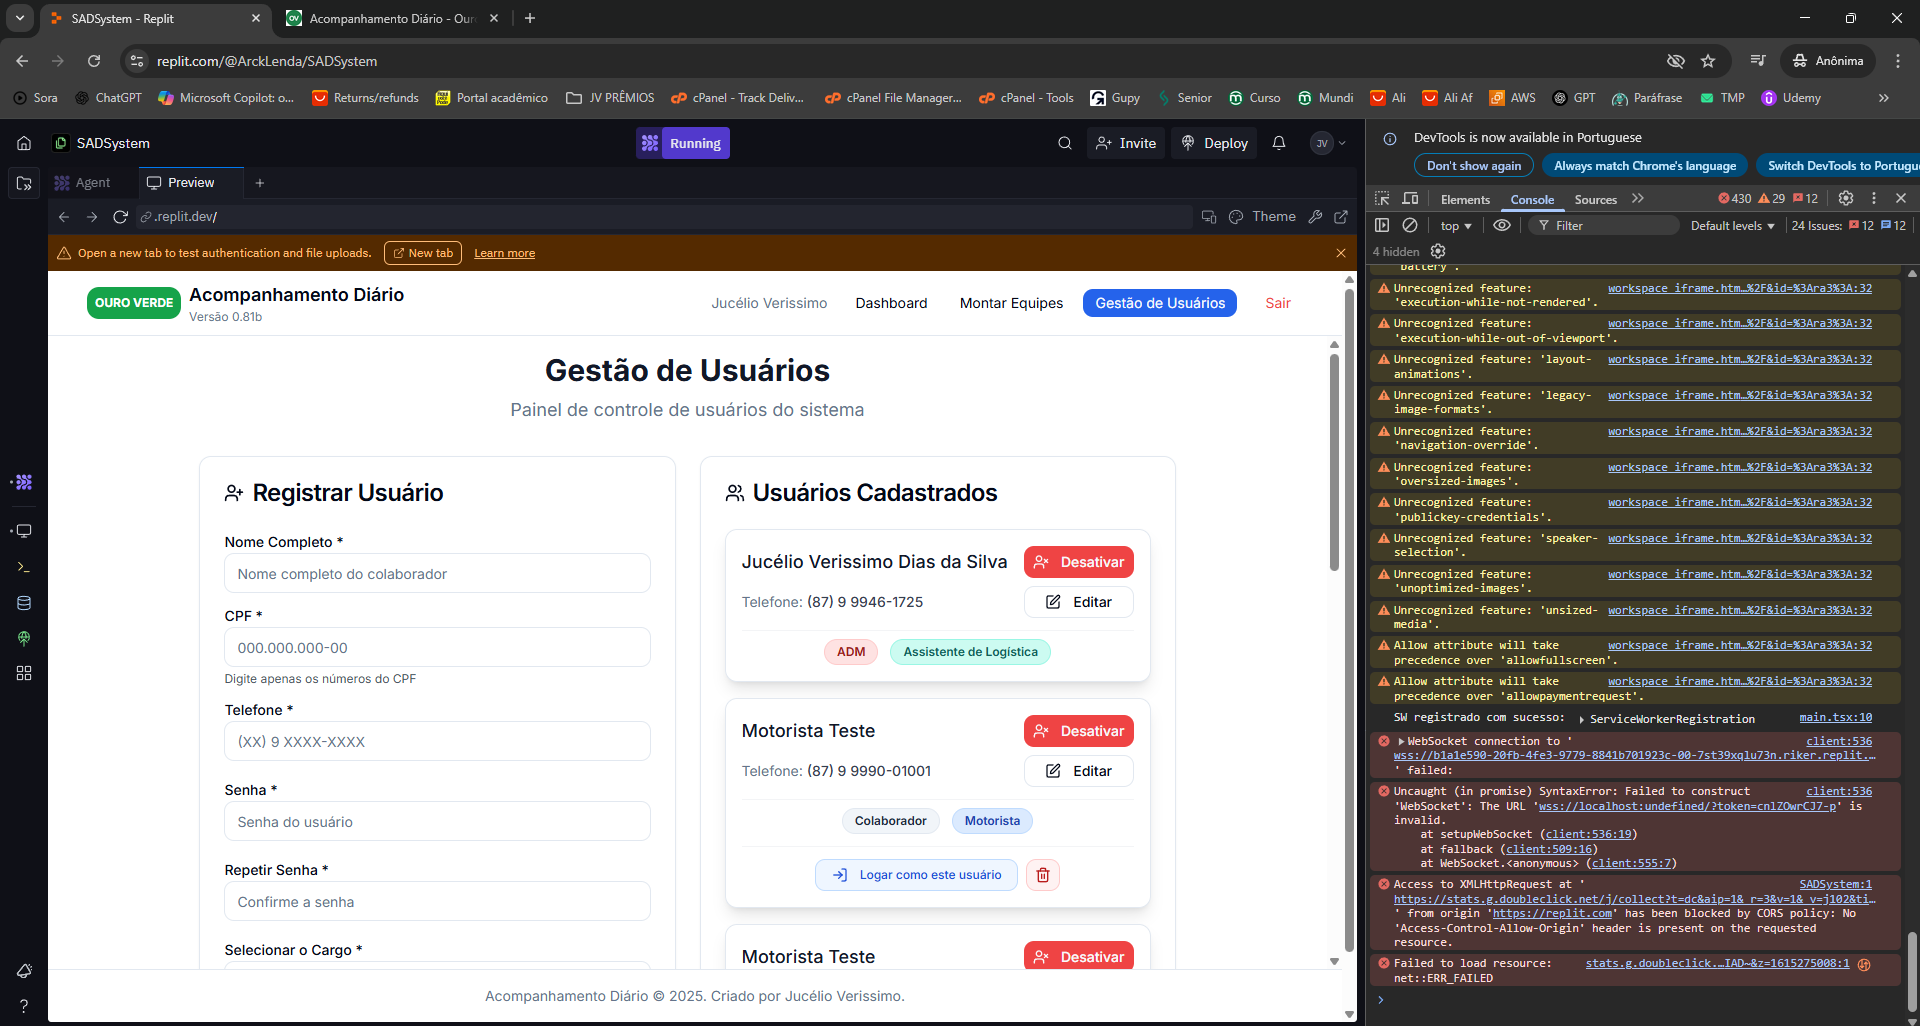 SADSystem - Replit
Acompanhamento Diário - Ouro
replit.com/@ArckLenda/SADSystem
Anônima
Sora
ChatGPT
Microsoft Copilot: o...
Returns/refunds
Portal acadêmico
JV PRÊMIOS
cPanel - Track Deliv...
cPanel File Manager...
cPanel - Tools
Gupy
Senior
Curso
Mundi
Ali
Ali Af
AWS
GPT
Paráfrase
TMP
Udemy
SADSystem
Running
Invite
Deploy
JV
Agent
Preview
.replit.dev/
Theme
Open a new tab to test authentication and file uploads.
New tab
Learn more
OURO VERDE
Acompanhamento Diário
Versão 0.81b
Jucélio Verissimo
Dashboard
Montar Equipes
Gestão de Usuários
Sair
Gestão de Usuários
Painel de controle de usuários do sistema
Registrar Usuário
Nome Completo *
Nome completo do colaborador
CPF *
000.000.000-00
Digite apenas os números do CPF
Telefone *
(XX) 9 XXXX-XXXX
Senha *
Senha do usuário
Repetir Senha *
Confirme a senha
Selecionar o Cargo *
Usuários Cadastrados
Jucélio Verissimo Dias da Silva
Desativar
Telefone: (87) 9 9946-1725
Editar
ADM
Assistente de Logística
Motorista Teste
Desativar
Telefone: (87) 9 9990-01001
Editar
Colaborador
Motorista
Logar como este usuário
Motorista Teste
Desativar
Acompanhamento Diário © 2025. Criado por Jucélio Verissimo.
DevTools is now available in Portuguese
Don't show again
Always match Chrome's language
Switch DevTools to Portugu
Elements
Console
Sources
430
29
12
top
Filter
Default levels
24 Issues: 12 12
4 hidden
'battery'.
Unrecognized feature: workspace_iframe.htm…%2F&id=%3Ara3%3A:32
'execution-while-not-rendered'.
Unrecognized feature: workspace_iframe.htm…%2F&id=%3Ara3%3A:32
'execution-while-out-of-viewport'.
Unrecognized feature: 'layout- workspace_iframe.htm…%2F&id=%3Ara3%3A:32
animations'.
Unrecognized feature: 'legacy- workspace_iframe.htm…%2F&id=%3Ara3%3A:32
image-formats'.
Unrecognized feature: workspace_iframe.htm…%2F&id=%3Ara3%3A:32
'navigation-override'.
Unrecognized feature: workspace_iframe.htm…%2F&id=%3Ara3%3A:32
'oversized-images'.
Unrecognized feature: workspace_iframe.htm…%2F&id=%3Ara3%3A:32
'publickey-credentials'.
Unrecognized feature: 'speaker- workspace_iframe.htm…%2F&id=%3Ara3%3A:32
selection'.
Unrecognized feature: workspace_iframe.htm…%2F&id=%3Ara3%3A:32
'unoptimized-images'.
Unrecognized feature: 'unsized- workspace_iframe.htm…%2F&id=%3Ara3%3A:32
media'.
Allow attribute will take workspace_iframe.htm…%2F&id=%3Ara3%3A:32
precedence over 'allowfullscreen'.
Allow attribute will take workspace_iframe.htm…%2F&id=%3Ara3%3A:32
precedence over 'allowpaymentrequest'.
SW registrado com sucesso: ServiceWorkerRegistration main.tsx:10
WebSocket connection to ' client:536
wss://b1a1e590-20fb-4fe3-9779-8841b701923c-00-7st39xqlu73n.riker.replit.…
' failed:
Uncaught (in promise) SyntaxError: Failed to construct client:536
'WebSocket': The URL 'wss://localhost:undefined/?token=cnlZOwrCJ7-p' is
invalid.
at setupWebSocket (client:536:19)
at fallback (client:509:16)
at WebSocket.<anonymous> (client:555:7)
Access to XMLHttpRequest at ' SADSystem:1
https://stats.g.doubleclick.net/j/collect?t=dc&aip=1&_r=3&v=1&_v=j102&ti…
' from origin 'https://replit.com' has been blocked by CORS policy: No
'Access-Control-Allow-Origin' header is present on the requested
resource.
Failed to load resource: stats.g.doubleclick.…IAD~&z=1615275008:1
net::ERR_FAILED